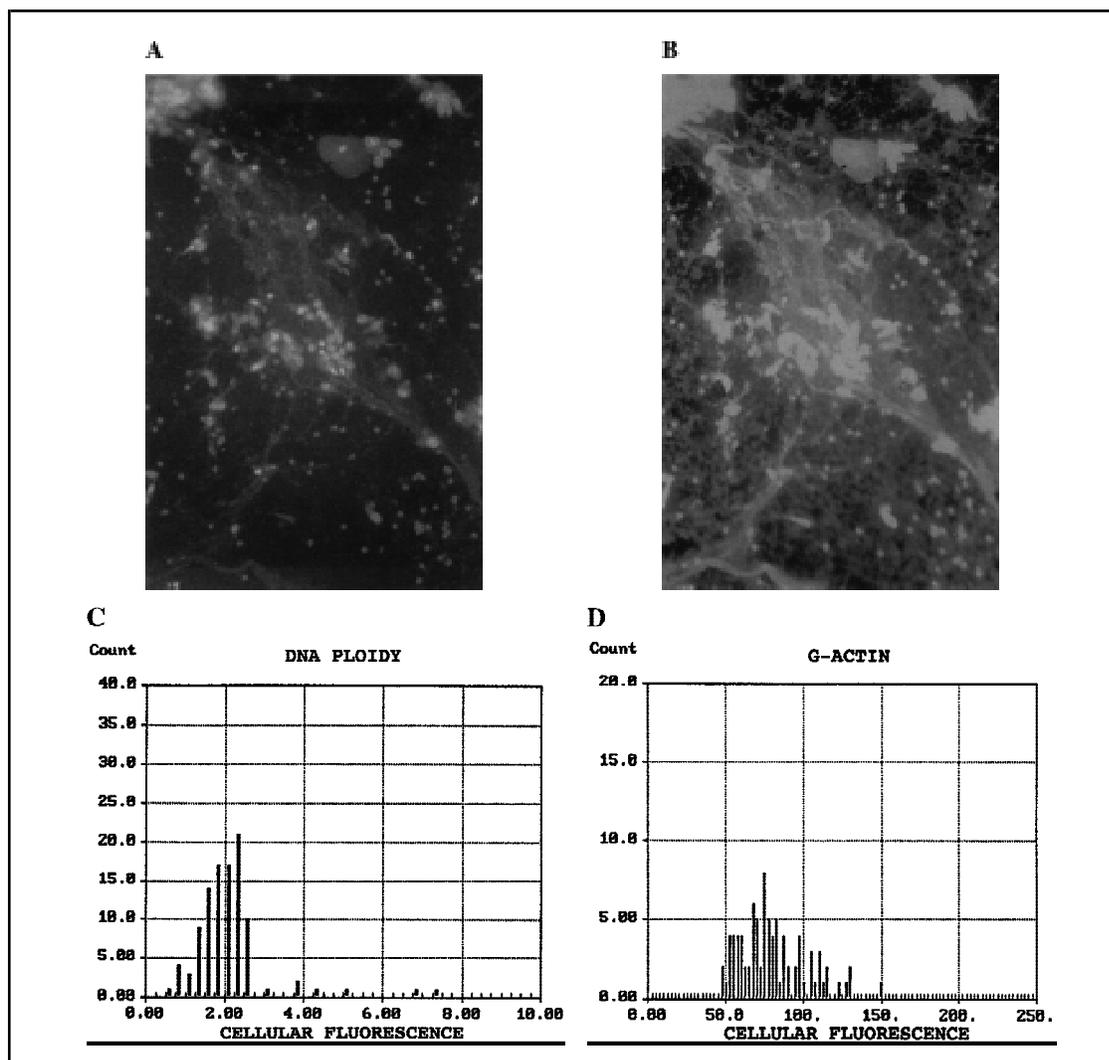 A
B
C
Count
DNA PLOIDY
40.0
35.0
30.0
25.0
20.0
15.0
10.0
5.00
0.00
0.00 2.00 4.00 6.00 8.00 10.00
CELLULAR FLUORESCENCE
D
Count
G-ACTIN
20.0
15.0
10.0
5.00
0.00
0.00 50.0 100. 150. 200. 250.
CELLULAR FLUORESCENCE